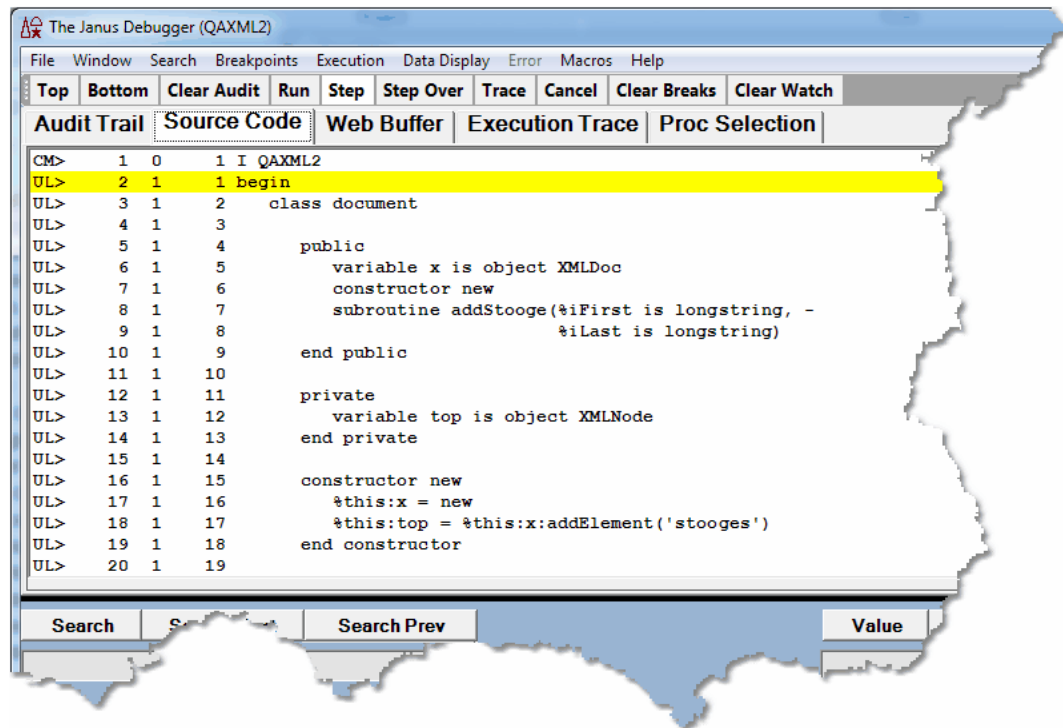 The Janus Debugger (QAXML2)
File Window Search Breakpoints Execution Data Display Error Macros Help
Top Bottom Clear Audit Run Step Step Over Trace Cancel Clear Breaks Clear Watch
Audit Trail Source Code Web Buffer Execution Trace Proc Selection
CM> 1 0 1 I QAXML2
UL> 2 1 1 begin
UL> 3 1 2 class document
UL> 4 1 3
UL> 5 1 4 public
UL> 6 1 5 variable x is object XMLDoc
UL> 7 1 6 constructor new
UL> 8 1 7 subroutine addStooge(%iFirst is longstring, -
UL> 9 1 8 %iLast is longstring)
UL> 10 1 9 end public
UL> 11 1 10
UL> 12 1 11 private
UL> 13 1 12 variable top is object XMLNode
UL> 14 1 13 end private
UL> 15 1 14
UL> 16 1 15 constructor new
UL> 17 1 16 %this:x = new
UL> 18 1 17 %this:top = %this:x:addElement('stooges')
UL> 19 1 18 end constructor
UL> 20 1 19
Search Search Prev Value